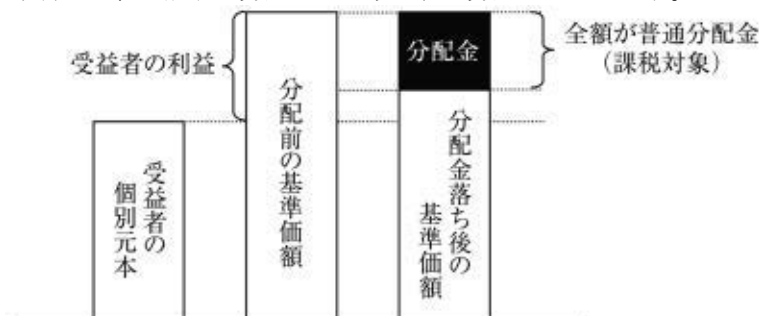 受益者の利益
分配金
全額が普通分配金
(課税対象)
受益者の
個別元本
分配前の基準価額
分配金落ち後の
基準価額